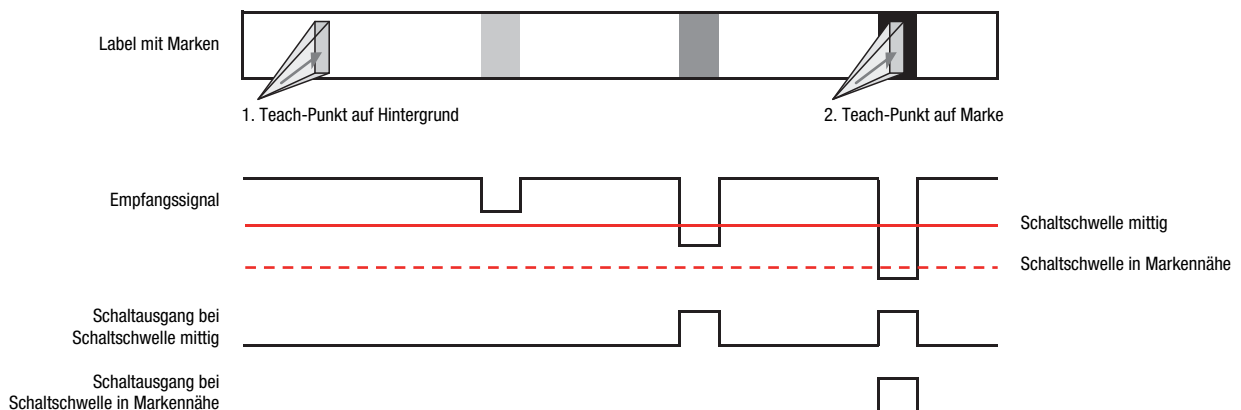 Label mit Marken
1. Teach-Punkt auf Hintergrund
2. Teach-Punkt auf Marke
Empfangssignal
Schaltschwelle mittig
Schaltschwelle in Markennähe
Schaltausgang bei
Schaltschwelle mittig
Schaltausgang bei
Schaltschwelle in Markennähe